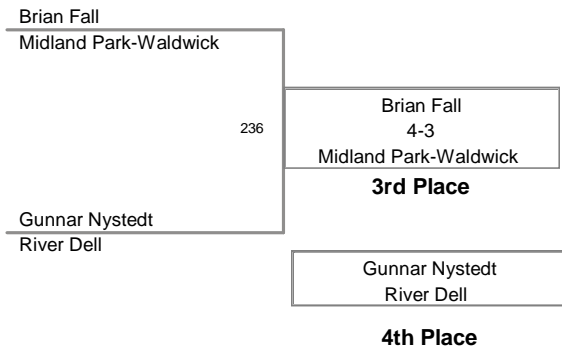 Brian Fall
Midland Park-Waldwick
236
Brian Fall
4-3
Midland Park-Waldwick
3rd Place
Gunnar Nystedt
River Dell
Gunnar Nystedt
River Dell
4th Place